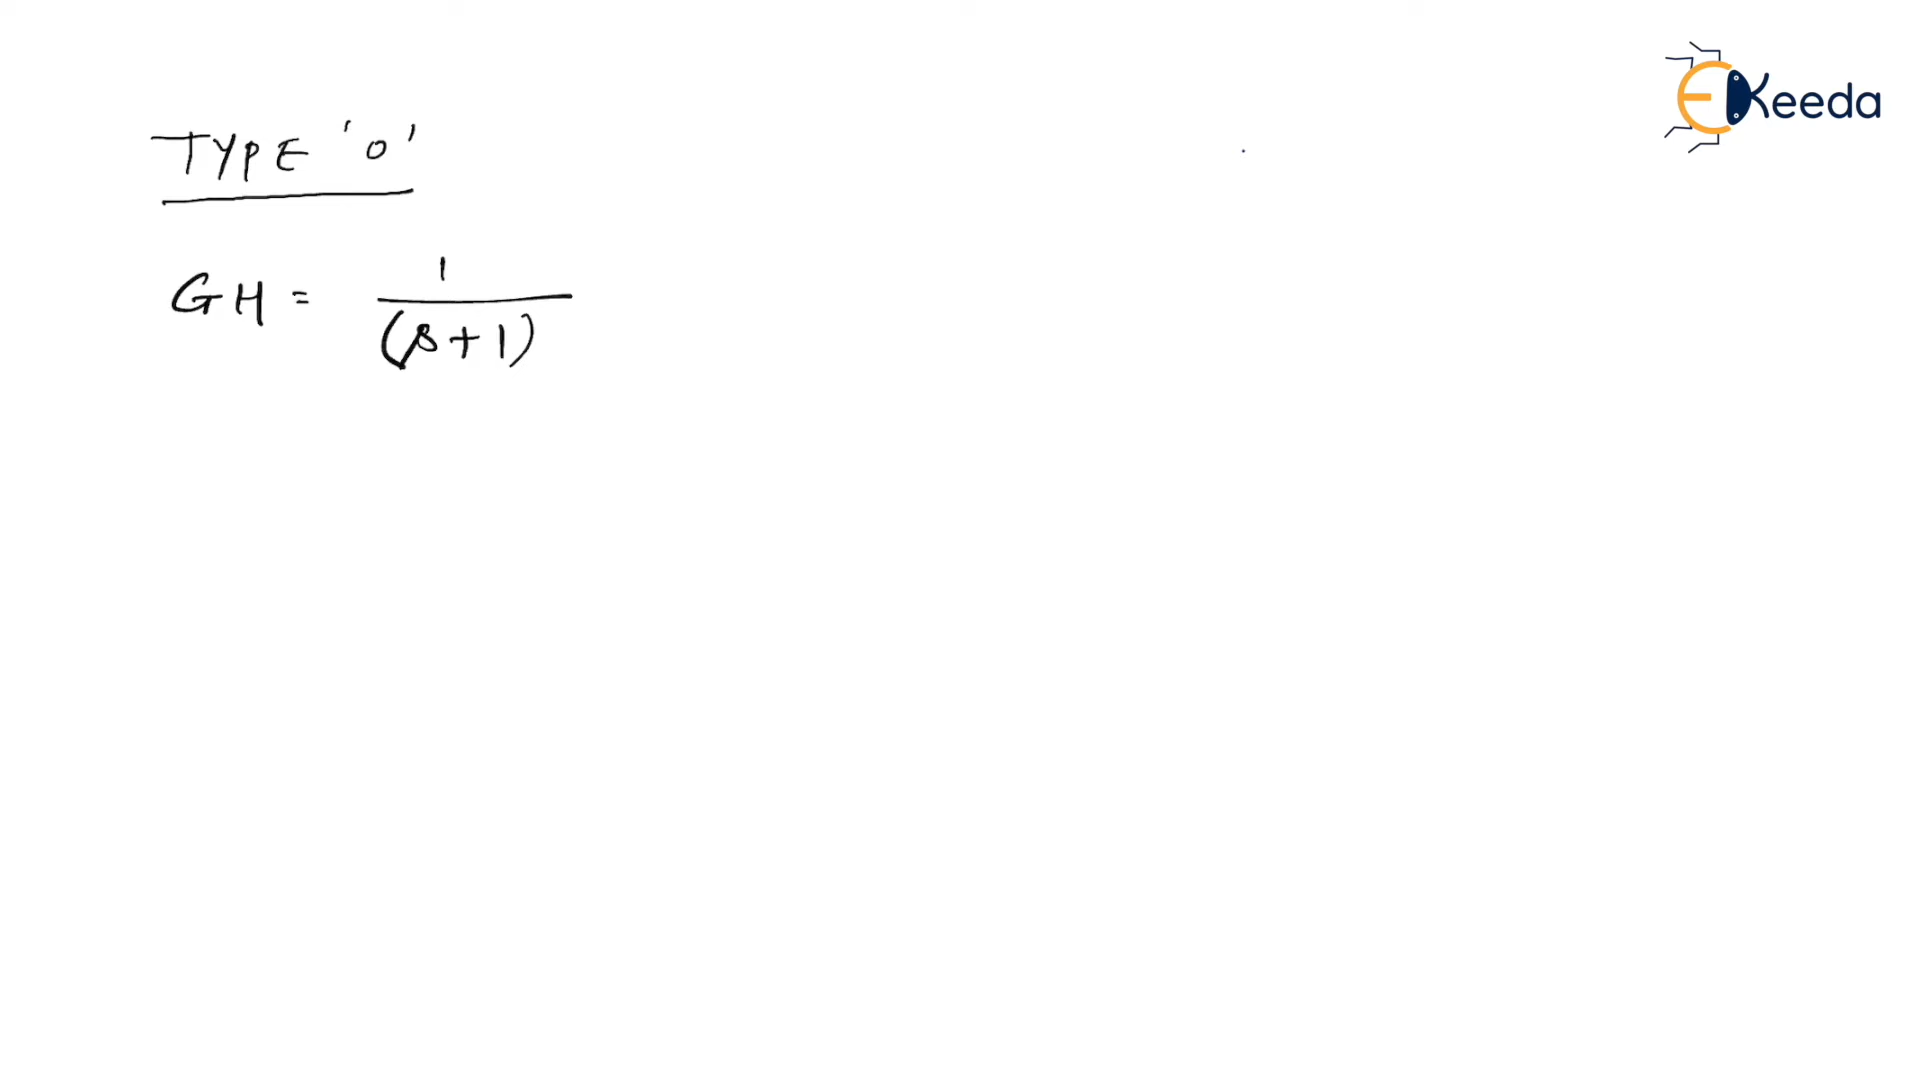 EKeeda
TYPE '0'
GH = 1
(s+1)